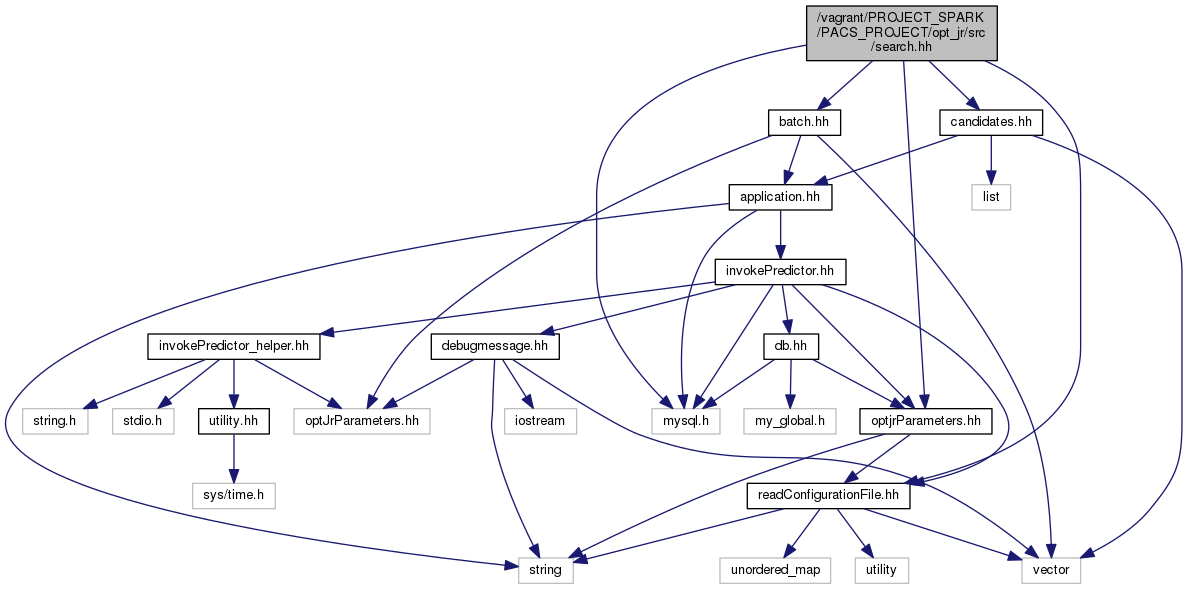 /vagrant/PROJECT_SPARK
/PACS_PROJECT/opt_jr/src
/search.hh
batch.hh
candidates.hh
application.hh
list
invokePredictor.hh
invokePredictor_helper.hh
debugmessage.hh
db.hh
string.h
stdio.h
utility.hh
optJrParameters.hh
iostream
mysql.h
my_global.h
optjrParameters.hh
sys/time.h
readConfigurationFile.hh
string
unordered_map
utility
vector